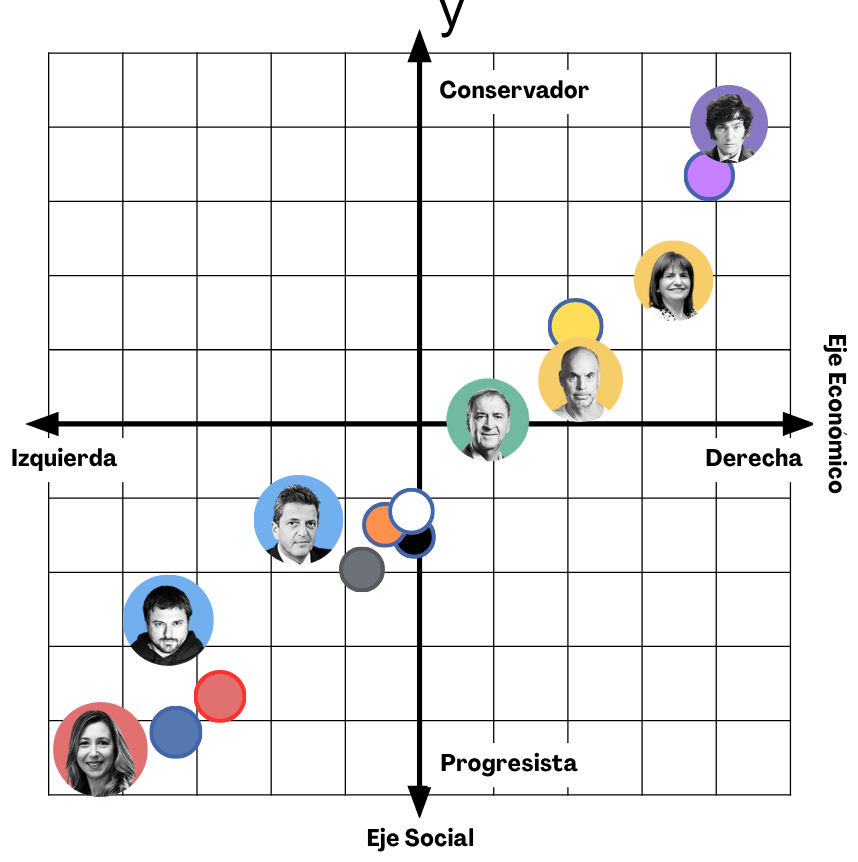 y
Conservador
Eje Económico
Izquierda
Derecha
Progresista
Eje Social